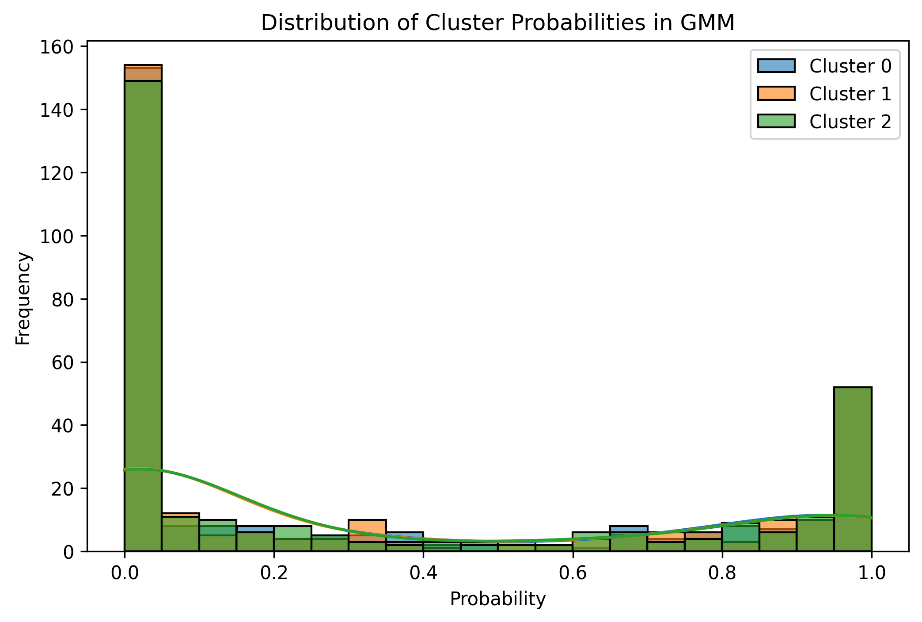 Distribution of Cluster Probabilities in GMM
Cluster 0
Cluster 1
Cluster 2
Frequency
160
140
120
100
80
60
40
20
0
0.0 0.2 0.4 0.6 0.8 1.0
Probability